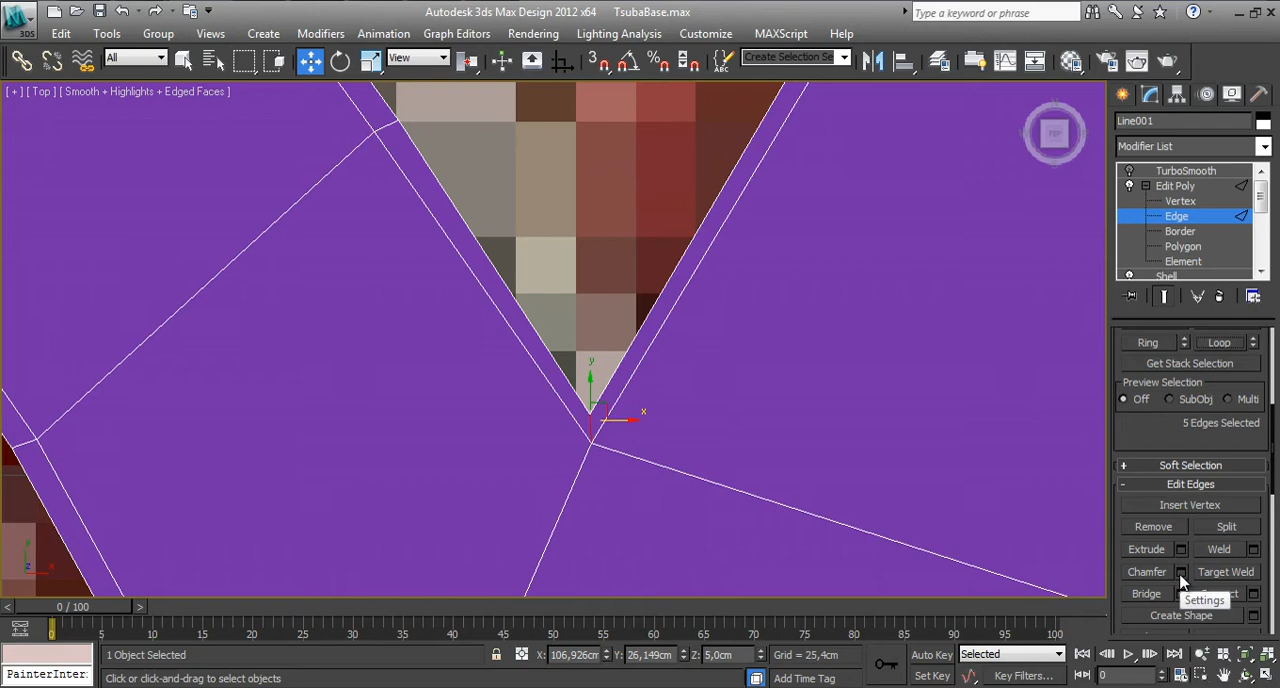 Autodesk 3ds Max Design 2012 x64 TsubaBase.max
Type a keyword or phrase
3DS
Edit Tools Group Views Create Modifiers Animation Graph Editors Rendering Lighting Analysis Customize MAXScript Help
All View Create Selection Se
[ + ] [ Top ] [ Smooth + Highlights + Edged Faces ]
TOP
Line001
Modifier List
TurboSmooth
Edit Poly
Vertex
Edge
Border
Polygon
Element
Shell
Ring Loop
Get Stack Selection
Preview Selection
Off SubObj Multi
5 Edges Selected
+ Soft Selection
- Edit Edges
Insert Vertex
Remove Split
Extrude Weld
Chamfer Target Weld
Bridge
Settings
Create Shape
y
x
z
x
< 0 / 100 >
0 5 10 15 20 25 30 35 40 45 50 55 60 65 70 75 80 85 90 95 100
1 Object Selected X: 106,926cm Y: 26,149cm Z: 5,0cm Grid = 25,4cm Auto Key Selected
PainterInter
Click or click-and-drag to select objects Add Time Tag Set Key Key Filters... 0